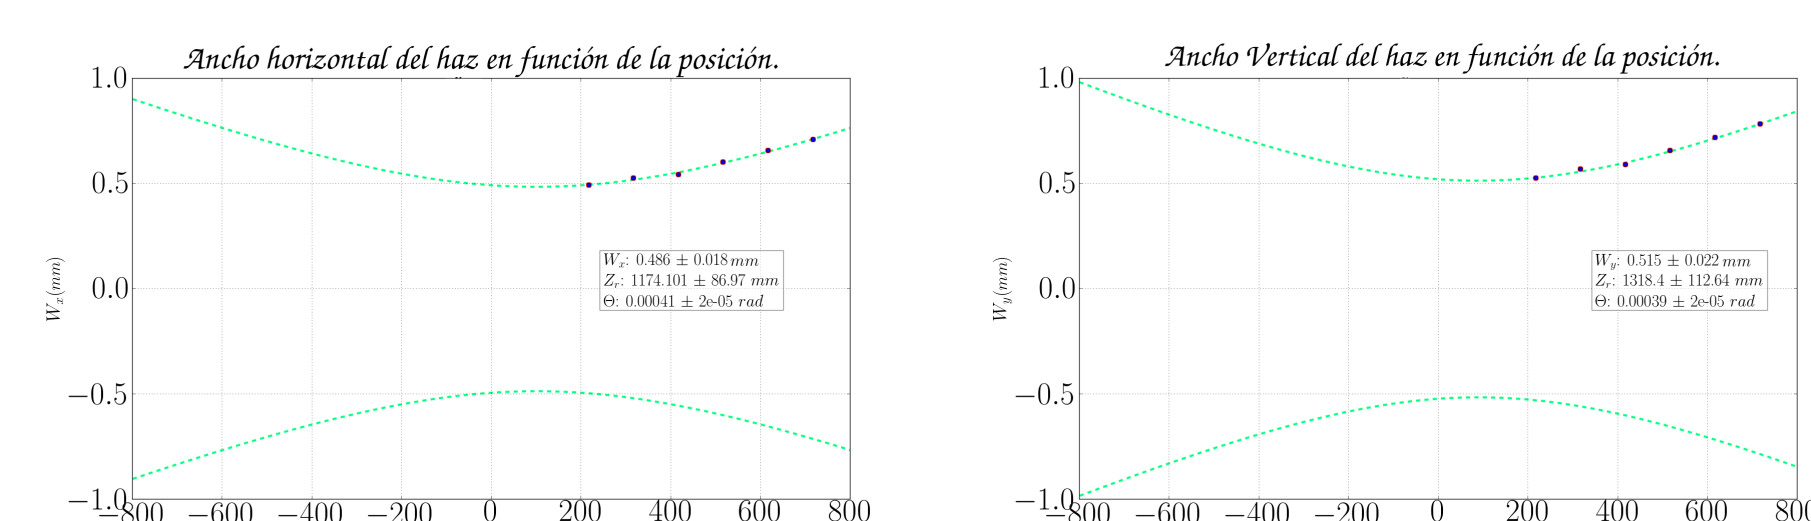 Ancho horizontal del haz en función de la posición.
1.0
0.5
0.0
−0.5
−1.0
W_x(mm)
W_x: 0.486 ± 0.018 mm
Z_r: 1174.101 ± 86.97 mm
Θ: 0.00041 ± 2e-05 rad
−800 −600 −400 −200 0 200 400 600 800
Ancho Vertical del haz en función de la posición.
1.0
0.5
0.0
−0.5
−1.0
W_y(mm)
W_y: 0.515 ± 0.022 mm
Z_r: 1318.4 ± 112.64 mm
Θ: 0.00039 ± 2e-05 rad
−800 −600 −400 −200 0 200 400 600 800